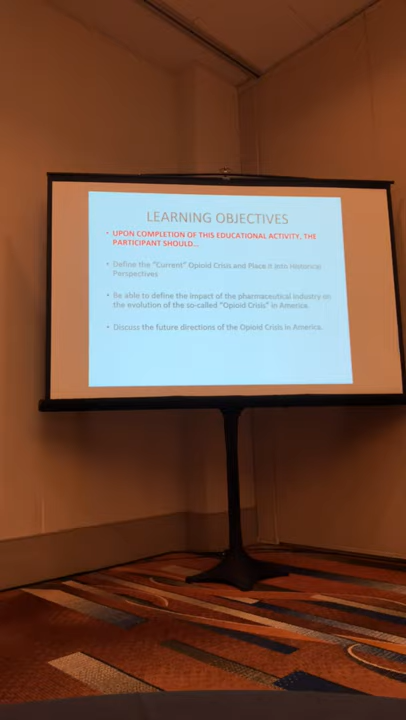 LEARNING OBJECTIVES
• UPON COMPLETION OF THIS EDUCATIONAL ACTIVITY, THE
PARTICIPANT SHOULD...
• Define the "Current" Opioid Crisis and Place it into Historical
Perspectives
• Be able to define the impact of the pharmaceutical industry on
the evolution of the so-called "Opioid Crisis" in America.
• Discuss the future directions of the Opioid Crisis in America.